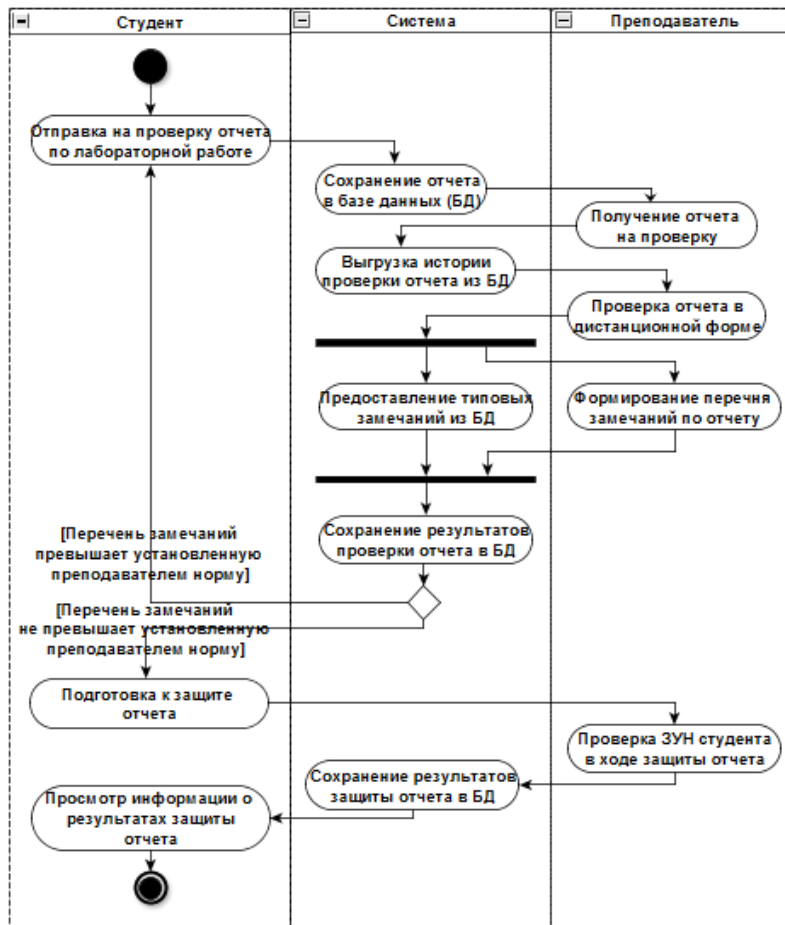 Студент
Система
Преподаватель
Отправка на проверку отчета
по лабораторной работе
Сохранение отчета
в базе данных (БД)
Получение отчета
на проверку
Выгрузка истории
проверки отчета из БД
Проверка отчета в
дистанционной форме
Предоставление типовых
замечаний из БД
Формирование перечня
замечаний по отчету
Сохранение результатов
проверки отчета в БД
[Перечень замечаний
превышает установленную
преподавателем норму]
[Перечень замечаний
не превышает установленную
преподавателем норму]
Подготовка к защите
отчета
Проверка ЗУН студента
в ходе защиты отчета
Сохранение результатов
защиты отчета в БД
Просмотр информации о
результатах защиты
отчета